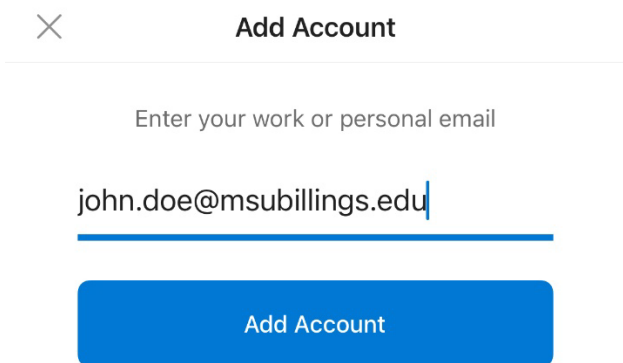 Add Account
Enter your work or personal email
john.doe@msubillings.edu
Add Account